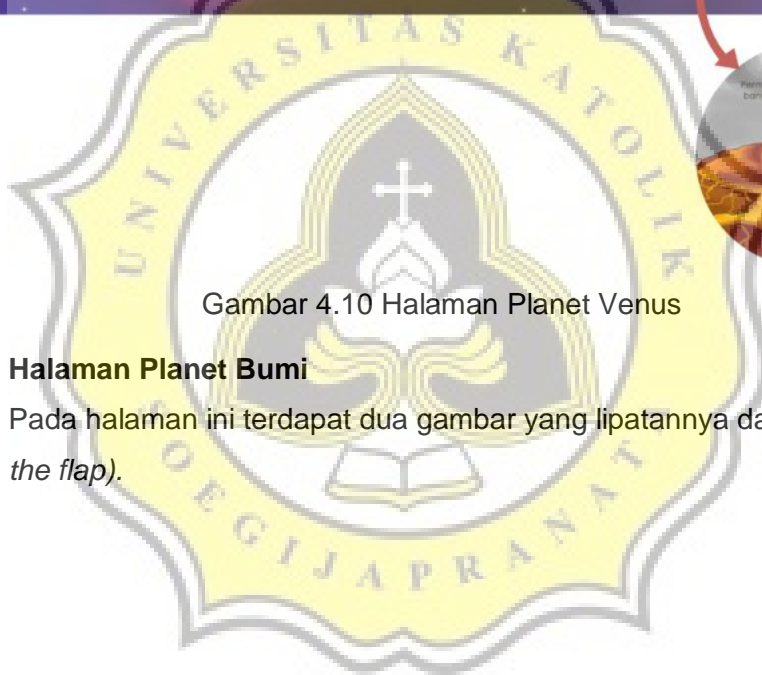 UNIVERSITAS KATOLIK
Gambar 4.10 Halaman Planet Venus
Halaman Planet Bumi
Pada halaman ini terdapat dua gambar yang lipatannya da
the flap).
SOEGIJAPRANATA